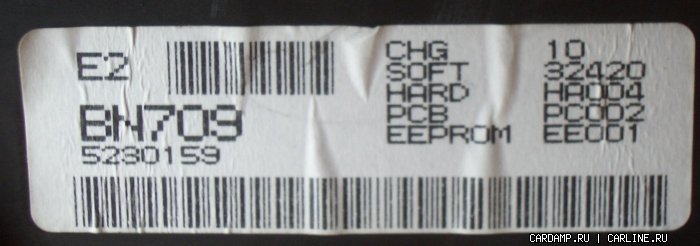 E2
BN709
5230159
CHG 10
SOFT 32420
HARD HA004
PCB PC002
EEPROM EE001
CARDAMP.RU | CARLINE.RU